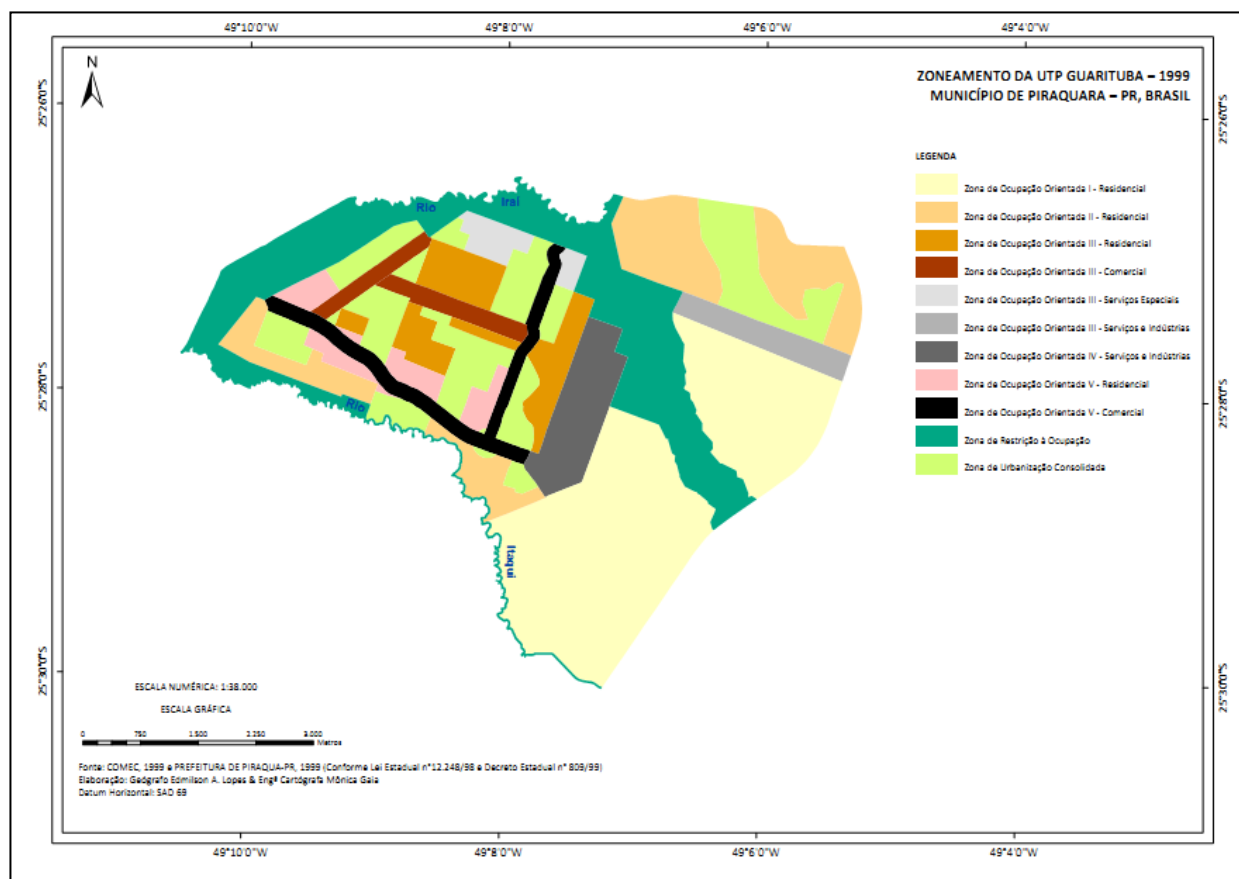 49°10'0"W 49°8'0"W 49°6'0"W 49°4'0"W
N
ZONEAMENTO DA UTP GUARITUBA – 1999
MUNICÍPIO DE PIRAQUARA – PR, BRASIL
25°26'0"S
25°26'0"S
LEGENDA
Zona de Ocupação Orientada I - Residencial
Zona de Ocupação Orientada II - Residencial
Zona de Ocupação Orientada III - Residencial
Zona de Ocupação Orientada III - Comercial
Zona de Ocupação Orientada III - Serviços Especiais
Zona de Ocupação Orientada III - Serviços e Indústrias
Zona de Ocupação Orientada IV - Serviços e Indústrias
Zona de Ocupação Orientada V - Residencial
Zona de Ocupação Orientada V - Comercial
Zona de Restrição à Ocupação
Zona de Urbanização Consolidada
Rio Iraí
25°28'0"S
25°28'0"S
Rio
Itaqui
25°30'0"S
25°30'0"S
ESCALA NUMÉRICA: 1:38.000
ESCALA GRÁFICA
0 750 1.500 2.250 3.000
Metros
Fonte: COMEC, 1999 e PREFEITURA DE PIRAQUA-PR, 1999 (Conforme Lei Estadual n°12.248/98 e Decreto Estadual n° 809/99)
Elaboração: Geógrafo Edmilson A. Lopes & Engª Cartógrafa Mônica Gaia
Datum Horizontal: SAD 69
49°10'0"W 49°8'0"W 49°6'0"W 49°4'0"W